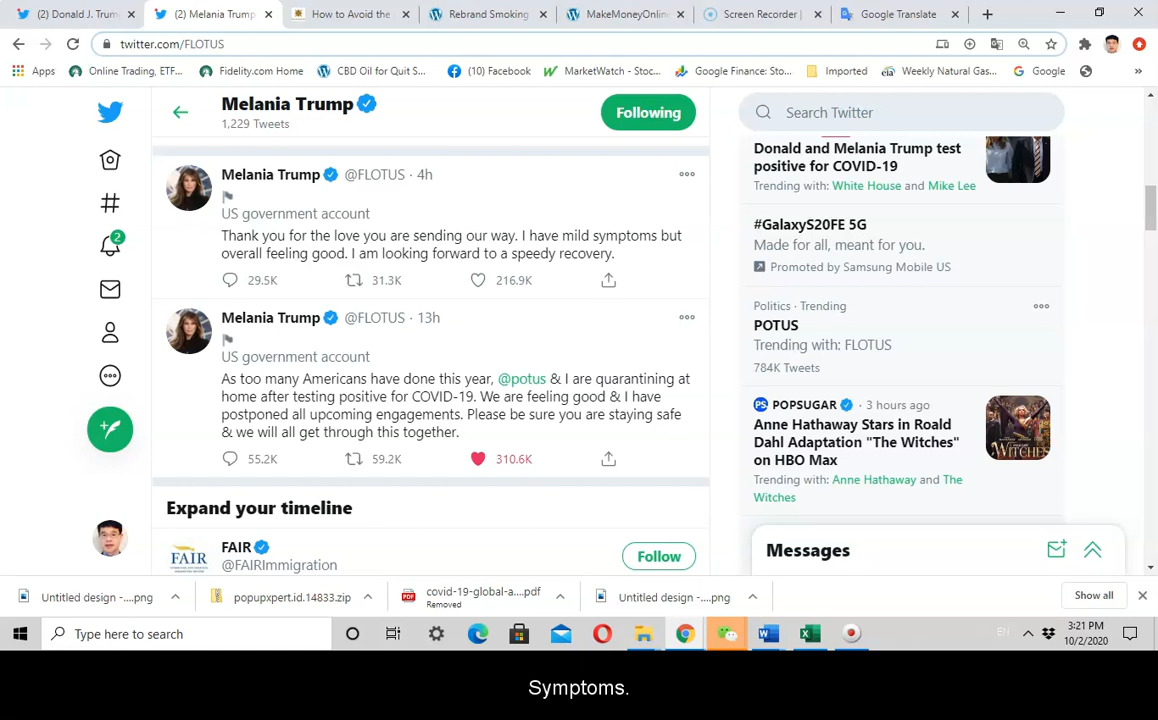 (2) Donald J. Trum
(2) Melania Trump
How to Avoid the
Rebrand Smoking
MakeMoneyOnlin
Screen Recorder |
Google Translate
twitter.com/FLOTUS
Apps
Online Trading, ETF...
Fidelity.com Home
CBD Oil for Quit S...
(10) Facebook
MarketWatch - Stoc...
Google Finance: Sto...
Imported
Weekly Natural Gas...
Google
»
Melania Trump
1,229 Tweets
Following
Melania Trump @FLOTUS · 4h
US government account
Thank you for the love you are sending our way. I have mild symptoms but
overall feeling good. I am looking forward to a speedy recovery.
29.5K 31.3K 216.9K
Melania Trump @FLOTUS · 13h
US government account
As too many Americans have done this year, @potus & I are quarantining at
home after testing positive for COVID-19. We are feeling good & I have
postponed all upcoming engagements. Please be sure you are staying safe
& we will all get through this together.
55.2K 59.2K 310.6K
Expand your timeline
FAIR
@FAIRImmigration
Follow
2
Search Twitter
Donald and Melania Trump test
positive for COVID-19
Trending with: White House and Mike Lee
#GalaxyS20FE 5G
Made for all, meant for you.
Promoted by Samsung Mobile US
Politics · Trending
POTUS
Trending with: FLOTUS
784K Tweets
PS POPSUGAR · 3 hours ago
Anne Hathaway Stars in Roald
Dahl Adaptation "The Witches"
on HBO Max
Trending with: Anne Hathaway and The
Witches
WITCHES
Messages
FAIR
Untitled design -....png
popupxpert.id.14833.zip
covid-19-global-a....pdf
Removed
Untitled design -....png
Show all
Type here to search
EN
3:21 PM
10/2/2020
Symptoms.